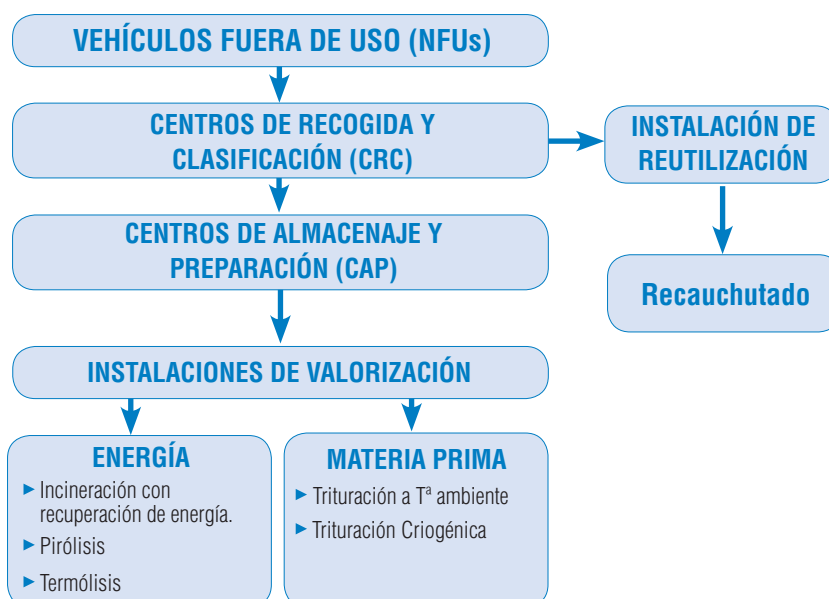 VEHÍCULOS FUERA DE USO (NFUs)
CENTROS DE RECOGIDA Y
CLASIFICACIÓN (CRC)
INSTALACIÓN DE
REUTILIZACIÓN
CENTROS DE ALMACENAJE Y
PREPARACIÓN (CAP)
Recauchutado
INSTALACIONES DE VALORIZACIÓN
ENERGÍA
► Incineración con
recuperación de energía.
► Pirólisis
► Termólisis
MATERIA PRIMA
► Trituración a Tª ambiente
► Trituración Criogénica